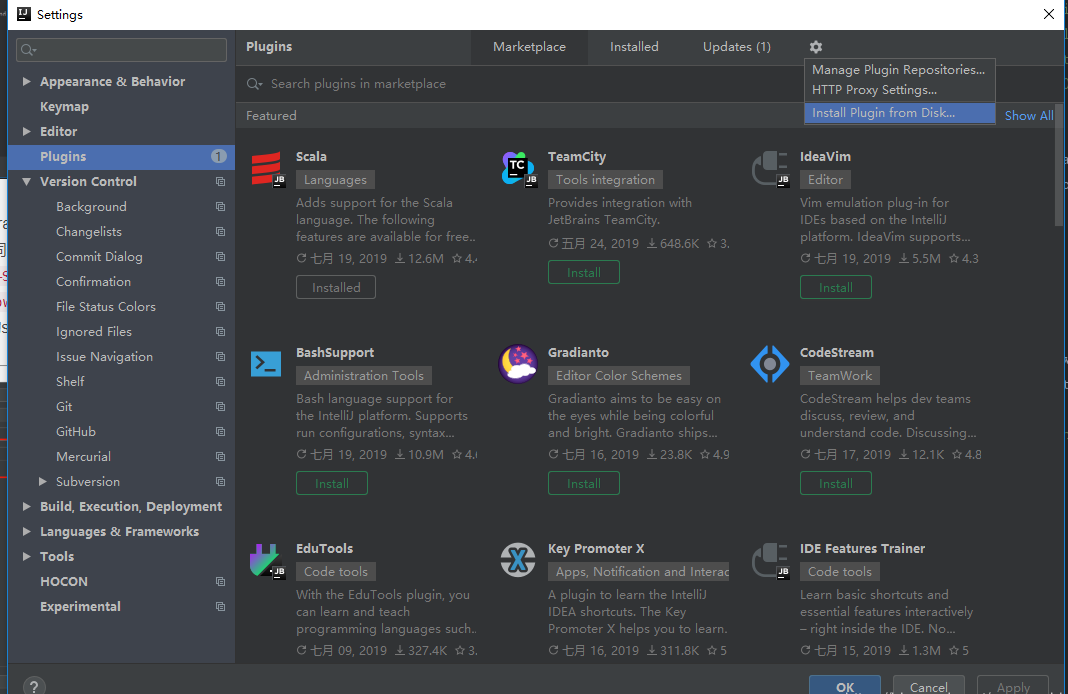 Settings
Plugins
Marketplace
Installed
Updates (1)
Manage Plugin Repositories...
HTTP Proxy Settings...
Install Plugin from Disk...
Search plugins in marketplace
Featured
Show All
Appearance & Behavior
Keymap
Editor
Plugins 1
Version Control
Background
Changelists
Commit Dialog
Confirmation
File Status Colors
Ignored Files
Issue Navigation
Shelf
Git
GitHub
Mercurial
Subversion
Build, Execution, Deployment
Languages & Frameworks
Tools
HOCON
Experimental
Scala
Languages
Adds support for the Scala
language. The following
features are available for free..
七月 19, 2019 12.6M 4.
Installed
TeamCity
Tools integration
Provides integration with
JetBrains TeamCity.
五月 24, 2019 648.6K 3.
Install
IdeaVim
Editor
Vim emulation plug-in for
IDEs based on the IntelliJ
platform. IdeaVim supports...
七月 19, 2019 5.5M 4.3
Install
BashSupport
Administration Tools
Bash language support for
the IntelliJ platform. Supports
run configurations, syntax...
七月 19, 2019 10.9M 4.
Install
Gradianto
Editor Color Schemes
Gradianto aims to be easy on
the eyes while being colorful
and bright. Gradianto ships...
七月 16, 2019 23.8K 4.9
Install
CodeStream
TeamWork
CodeStream helps dev teams
discuss, review, and
understand code. Discussing...
七月 17, 2019 12.1K 4.8
Install
EduTools
Code tools
With the EduTools plugin, you
can learn and teach
programming languages such..
七月 09, 2019 327.4K 3.
Key Promoter X
Apps, Notification and Interac
A plugin to learn the IntelliJ
IDEA shortcuts. The Key
Promoter X helps you to learn.
七月 16, 2019 311.8K 5
IDE Features Trainer
Code tools
Learn basic shortcuts and
essential features interactively
– right inside the IDE. No...
七月 15, 2019 1.3M 5
?
OK
Cancel
Apply